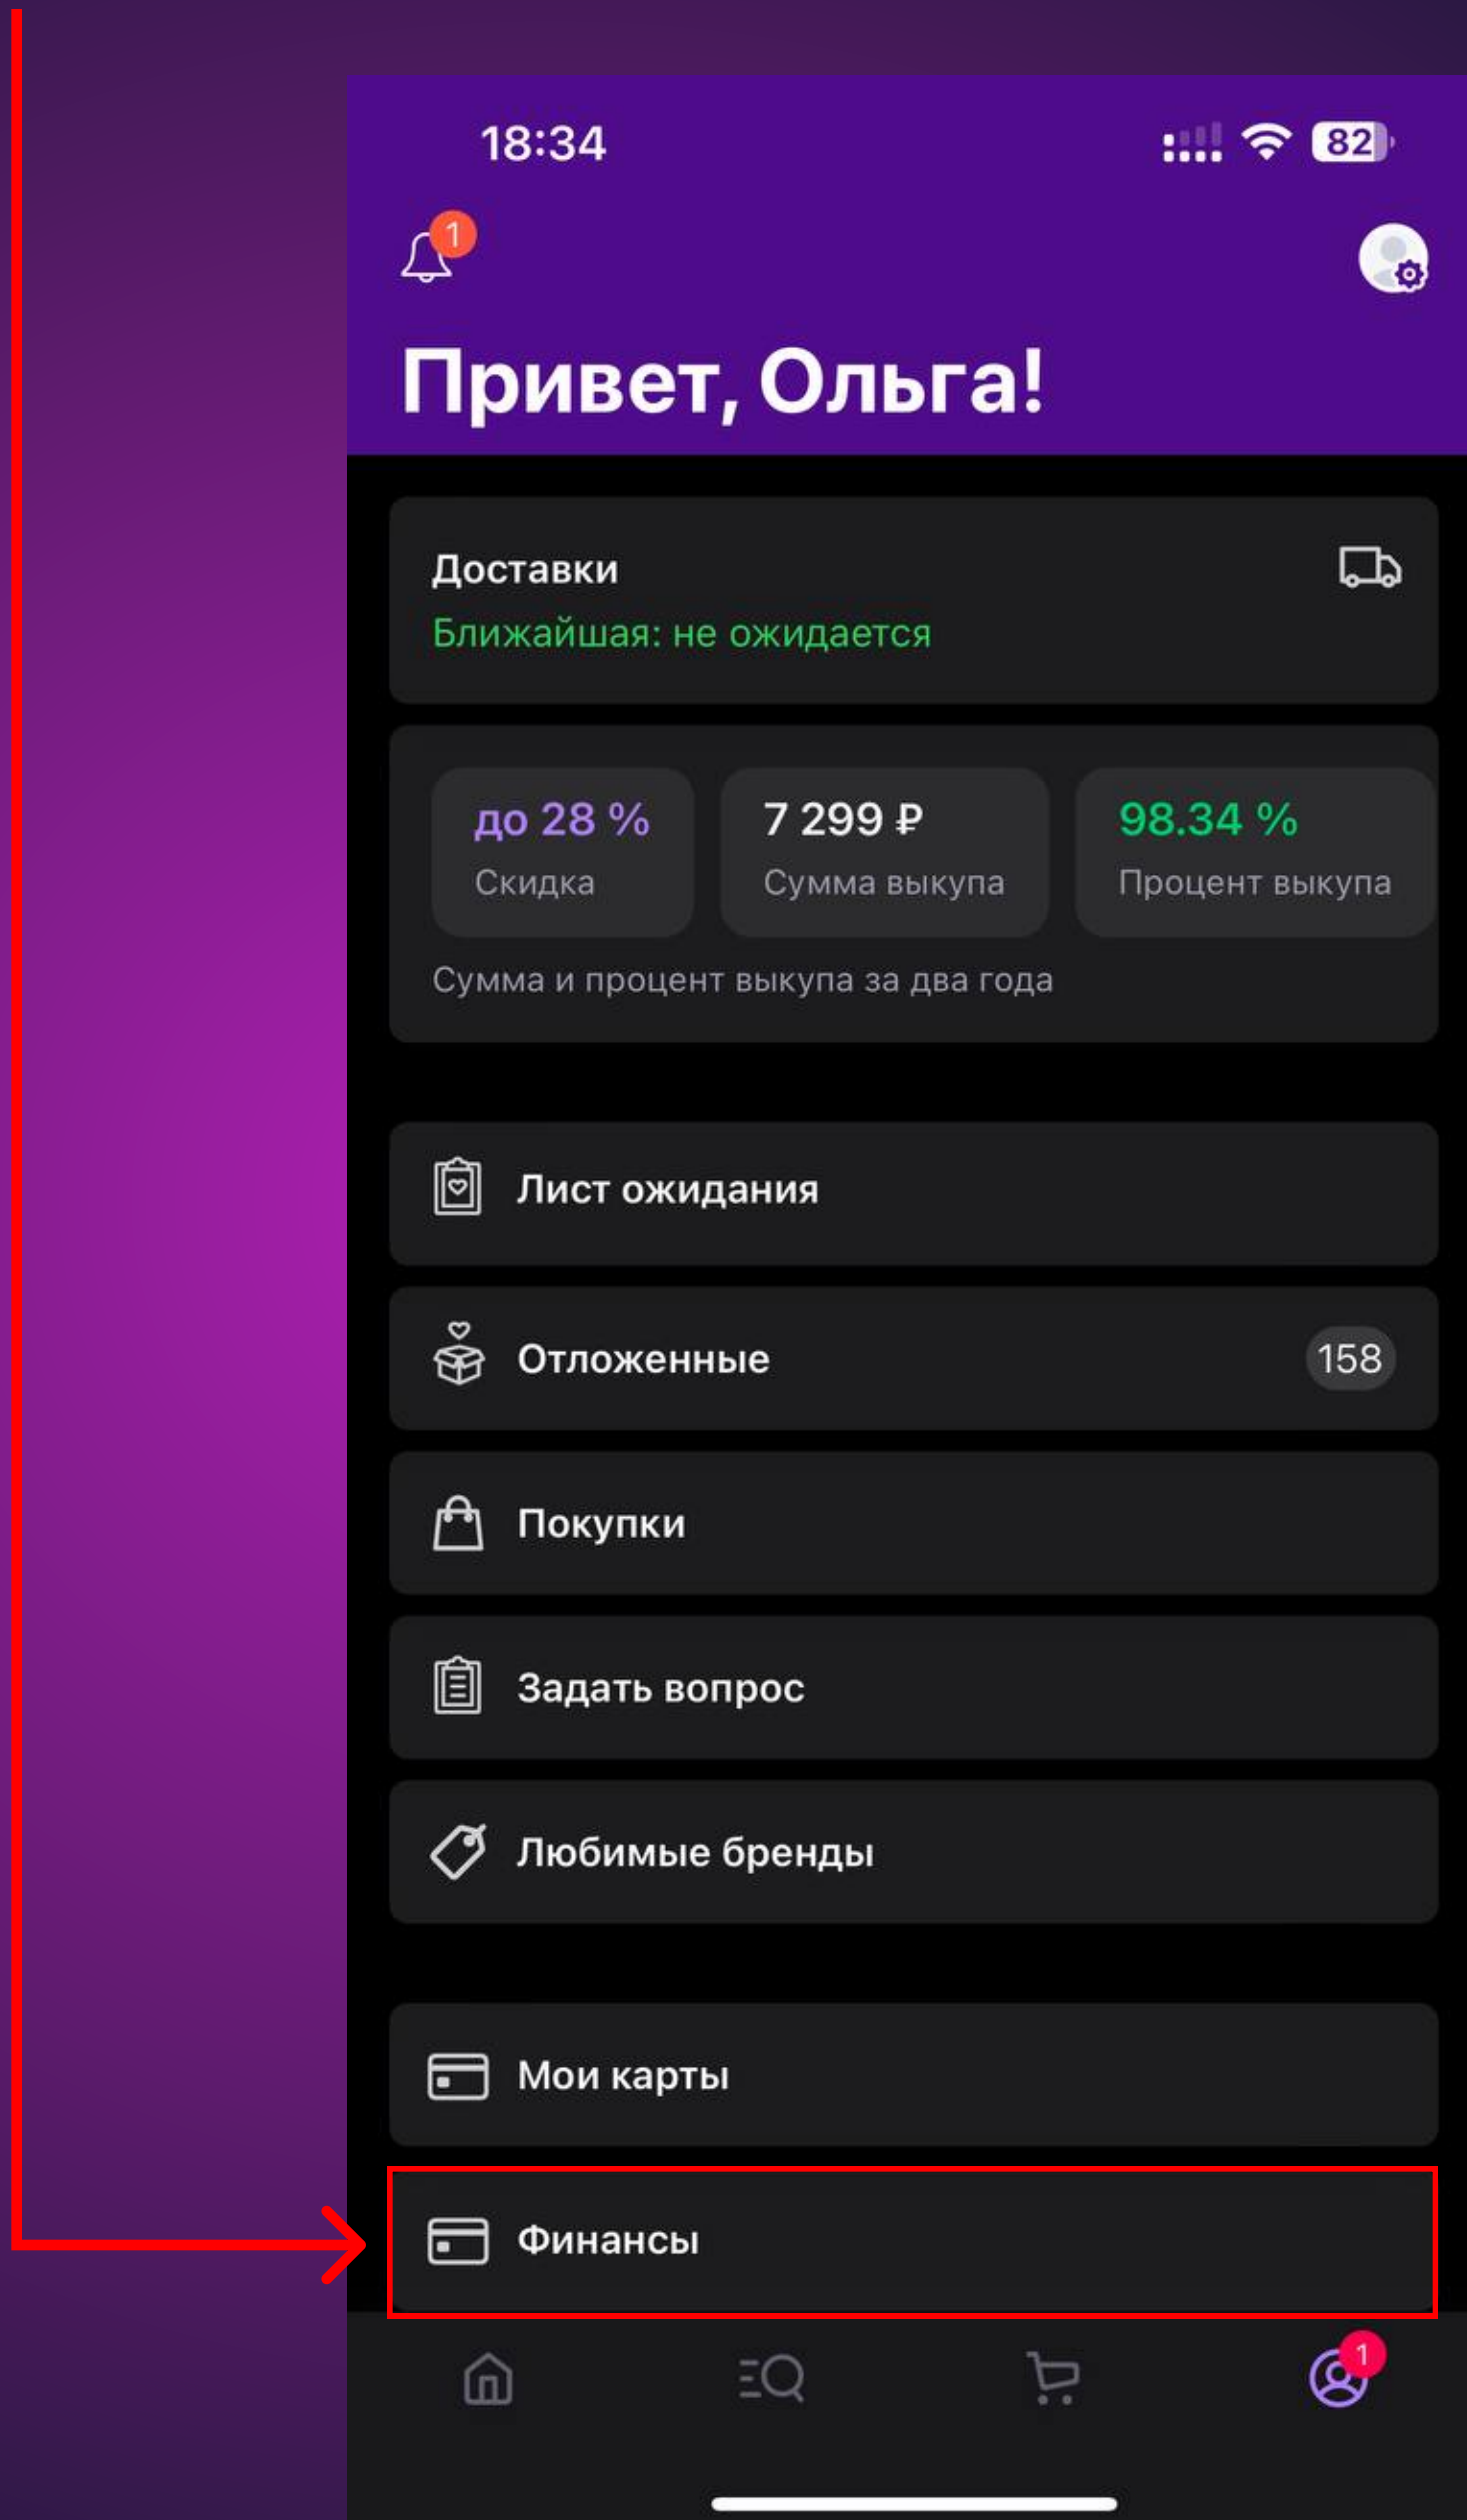 18:34
82
1
Привет, Ольга!
Доставки
Ближайшая: не ожидается
до 28 %
7 299 ₽
98.34 %
Скидка
Сумма выкупа
Процент выкупа
Сумма и процент выкупа за два года
Лист ожидания
Отложенные
158
Покупки
Задать вопрос
Любимые бренды
Мои карты
Финансы
1